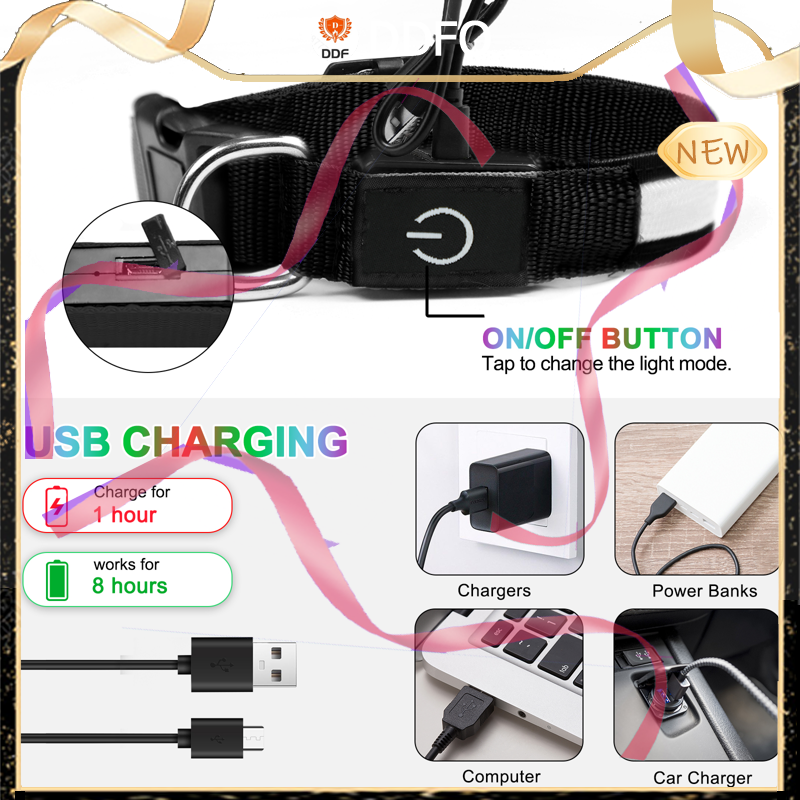 DDF
DDFO
NEW
ON/OFF BUTTON
Tap to change the light mode.
USB CHARGING
Charge for
1 hour
works for
8 hours
Chargers
Power Banks
Computer
Car Charger